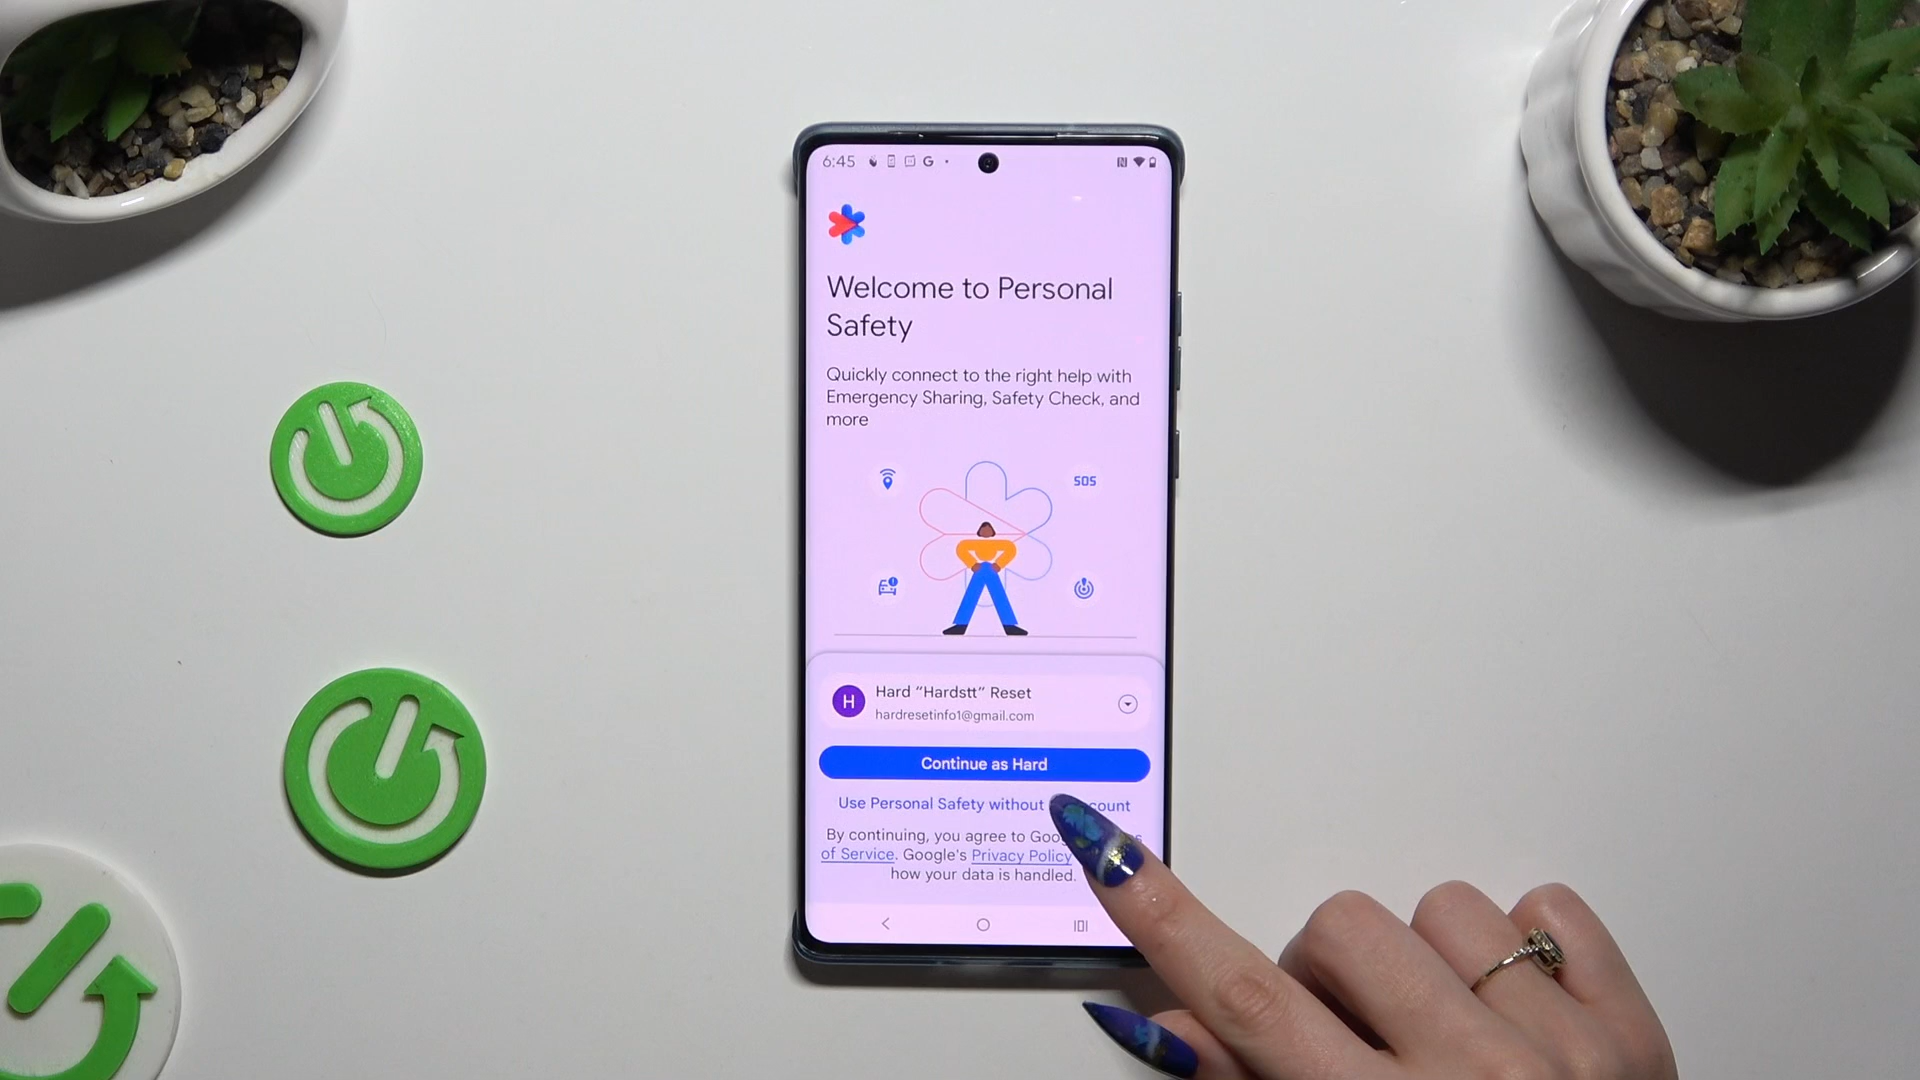 6:45 G
Welcome to Personal
Safety
Quickly connect to the right help with
Emergency Sharing, Safety Check, and
more
SOS
H
Hard “Hardstt” Reset
hardresetinfo1@gmail.com
Continue as Hard
Use Personal Safety without count
By continuing, you agree to Goo s
of Service. Google's Privacy Policy
how your data is handled.